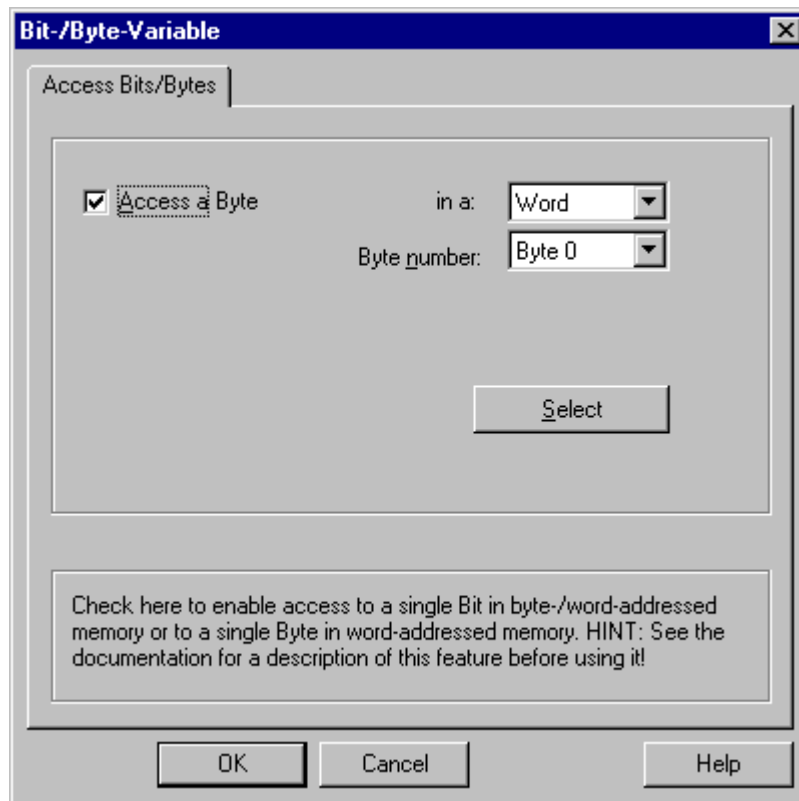 Bit-/Byte-Variable
Access Bits/Bytes
Access a Byte in a: Word
Byte number: Byte 0
Select
Check here to enable access to a single Bit in byte-/word-addressed
memory or to a single Byte in word-addressed memory. HINT: See the
documentation for a description of this feature before using it!
OK Cancel Help